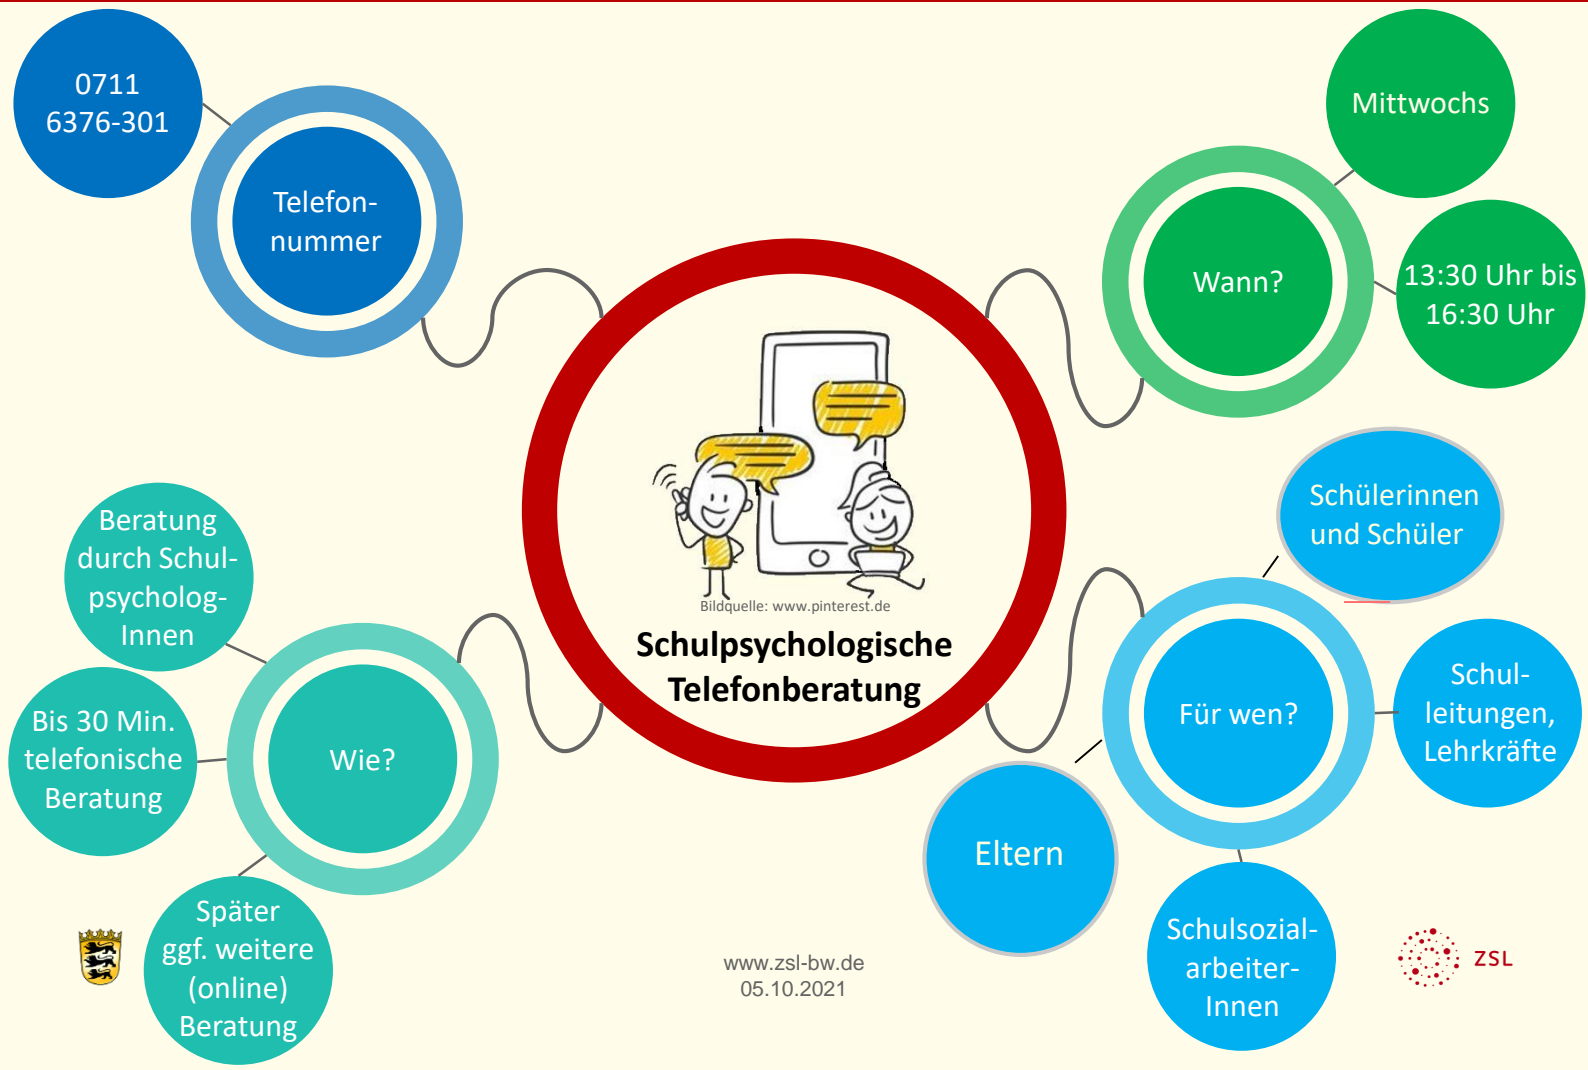 0711
6376-301
Telefon-
nummer
Mittwochs
Wann?
13:30 Uhr bis
16:30 Uhr
Bildquelle: www.pinterest.de
Schulpsychologische
Telefonberatung
Beratung
durch Schul-
psycholog-
Innen
Bis 30 Min.
telefonische
Beratung
Wie?
Später
ggf. weitere
(online)
Beratung
Schülerinnen
und Schüler
Für wen?
Schul-
leitungen,
Lehrkräfte
Eltern
Schulsozial-
arbeiter-
Innen
www.zsl-bw.de
05.10.2021
ZSL